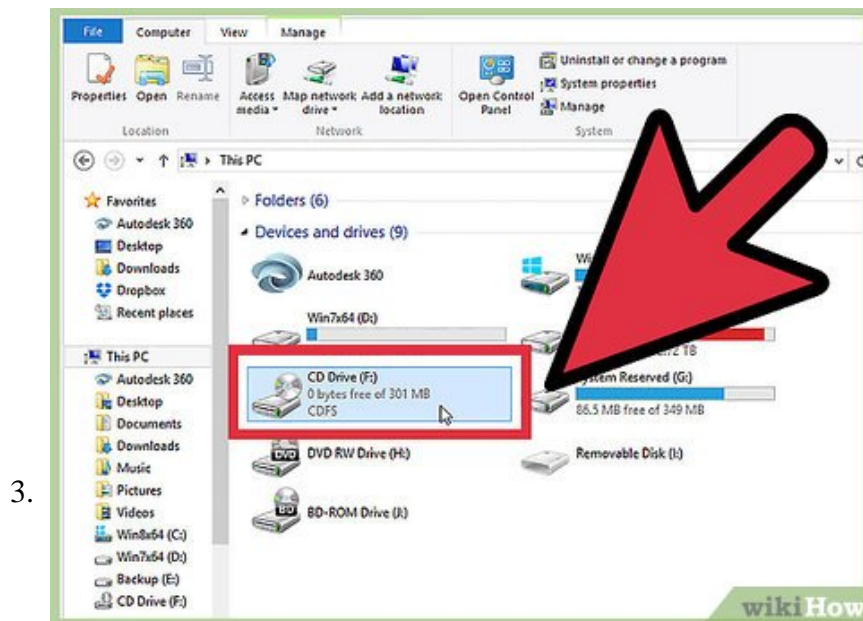 File Computer View Manage
Properties Open Rename
Access media
Map network drive
Add a network location
Open Control Panel
Uninstall or change a program
System properties
Manage
Location Network System
This PC
Favorites
Autodesk 360
Desktop
Downloads
Dropbox
Recent places
This PC
Autodesk 360
Desktop
Documents
Downloads
Music
Pictures
Videos
Win8x64 (C:)
Win7x64 (D:)
Backup (E:)
CD Drive (F:)
Folders (6)
Devices and drives (9)
Autodesk 360
Win7x64 (D:)
TB
CD Drive (F:)
0 bytes free of 301 MB
CDFS
System Reserved (G:)
86.5 MB free of 349 MB
DVD RW Drive (H:)
Removable Disk (I:)
BD-ROM Drive (J:)
3.
wikiHow